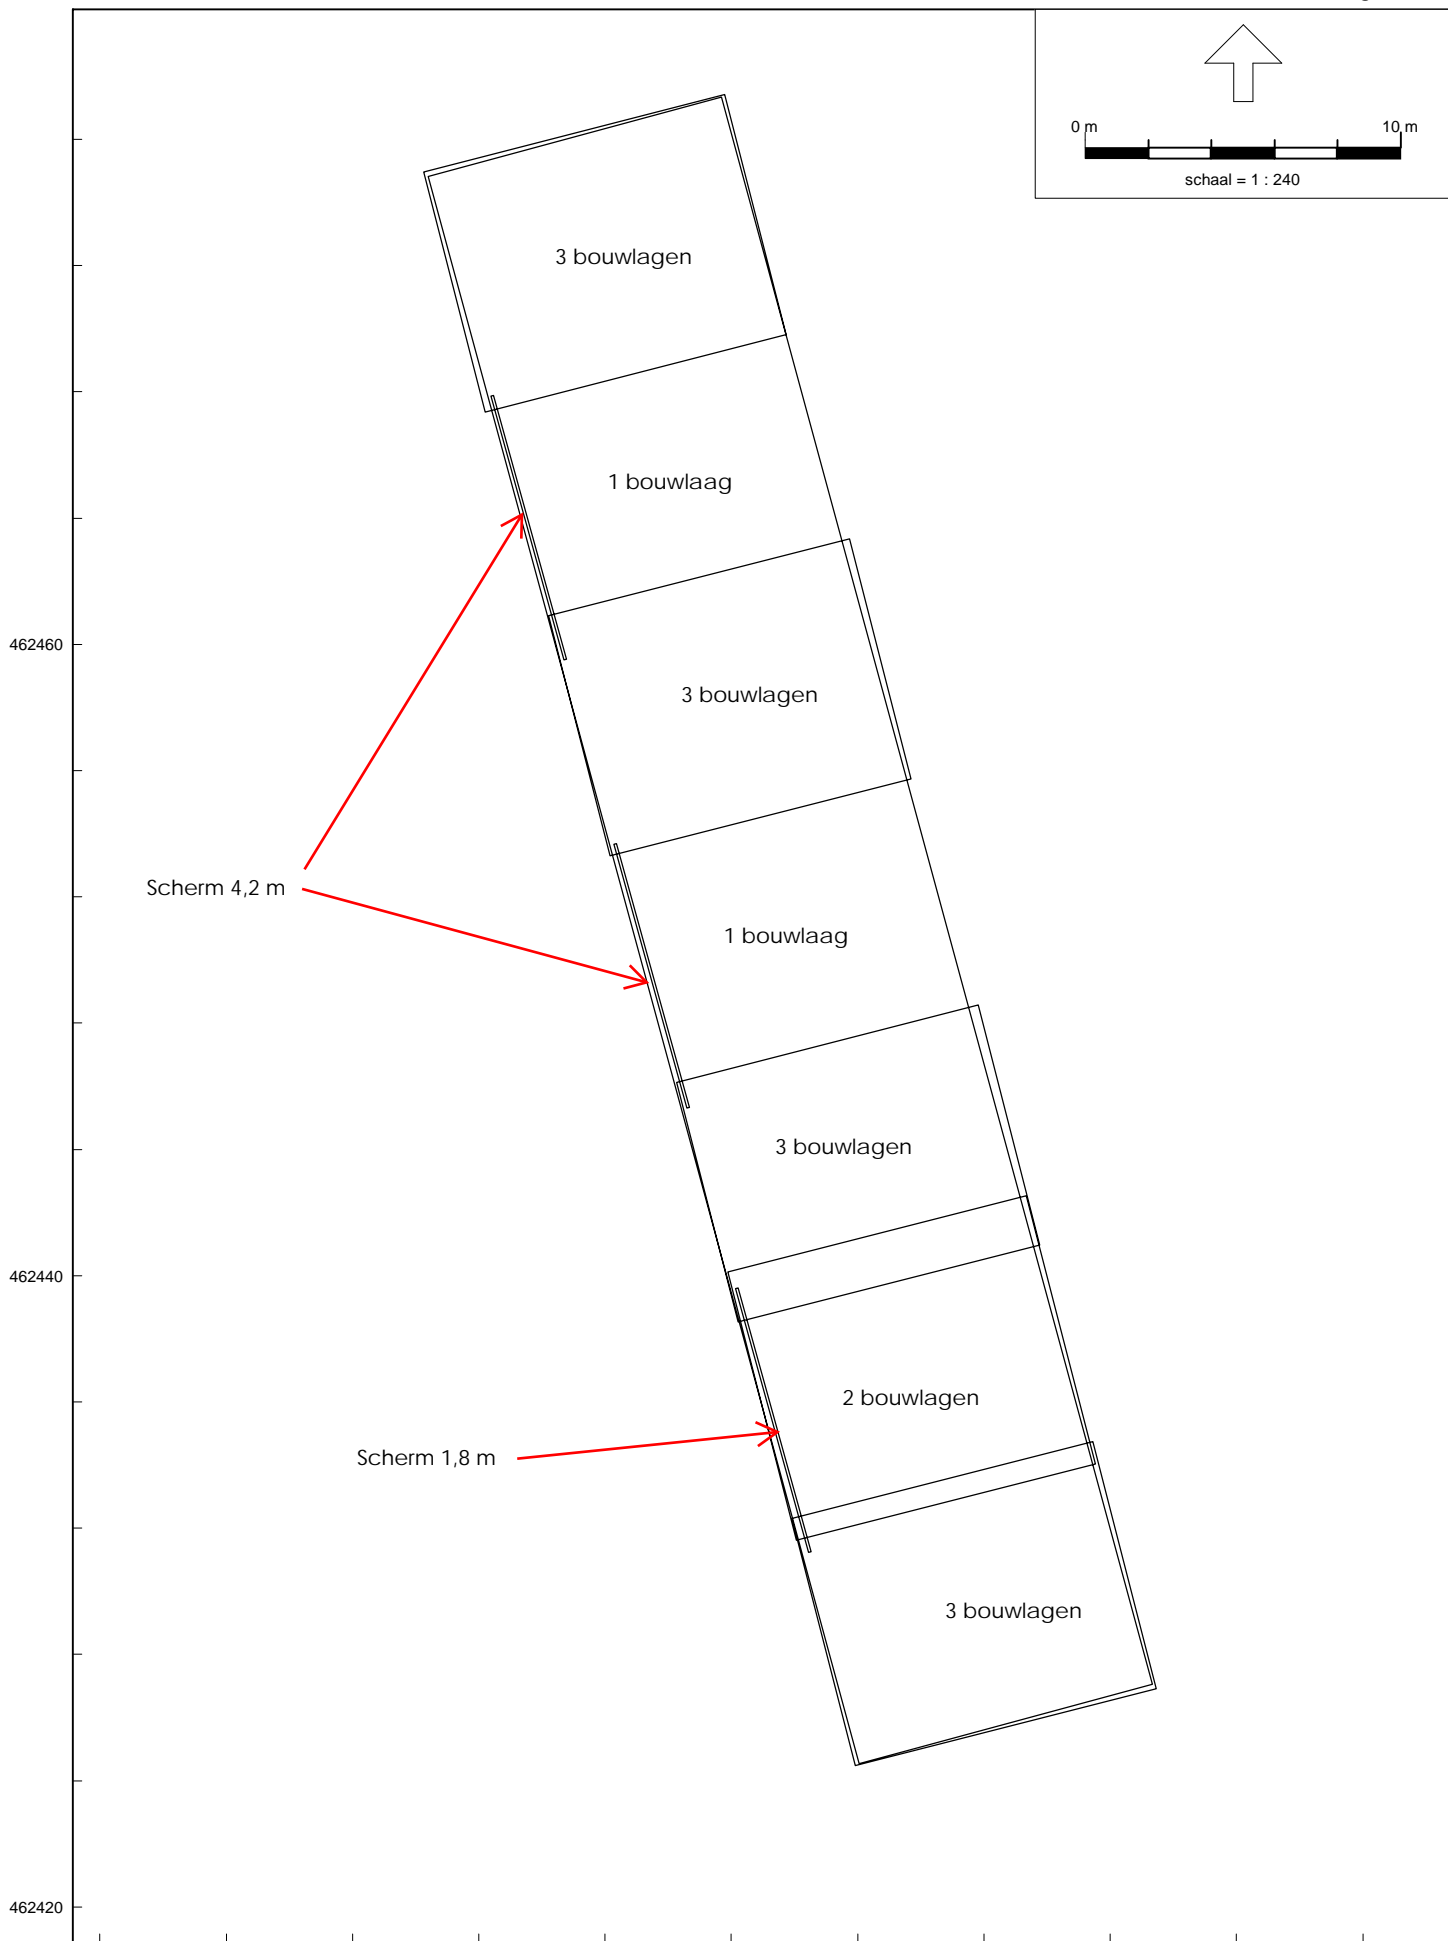 0 m
10 m
schaal = 1 : 240
3 bouwlagen
1 bouwlaag
462460
3 bouwlagen
Scherm 4,2 m
1 bouwlaag
3 bouwlagen
462440
2 bouwlagen
Scherm 1,8 m
3 bouwlagen
462420